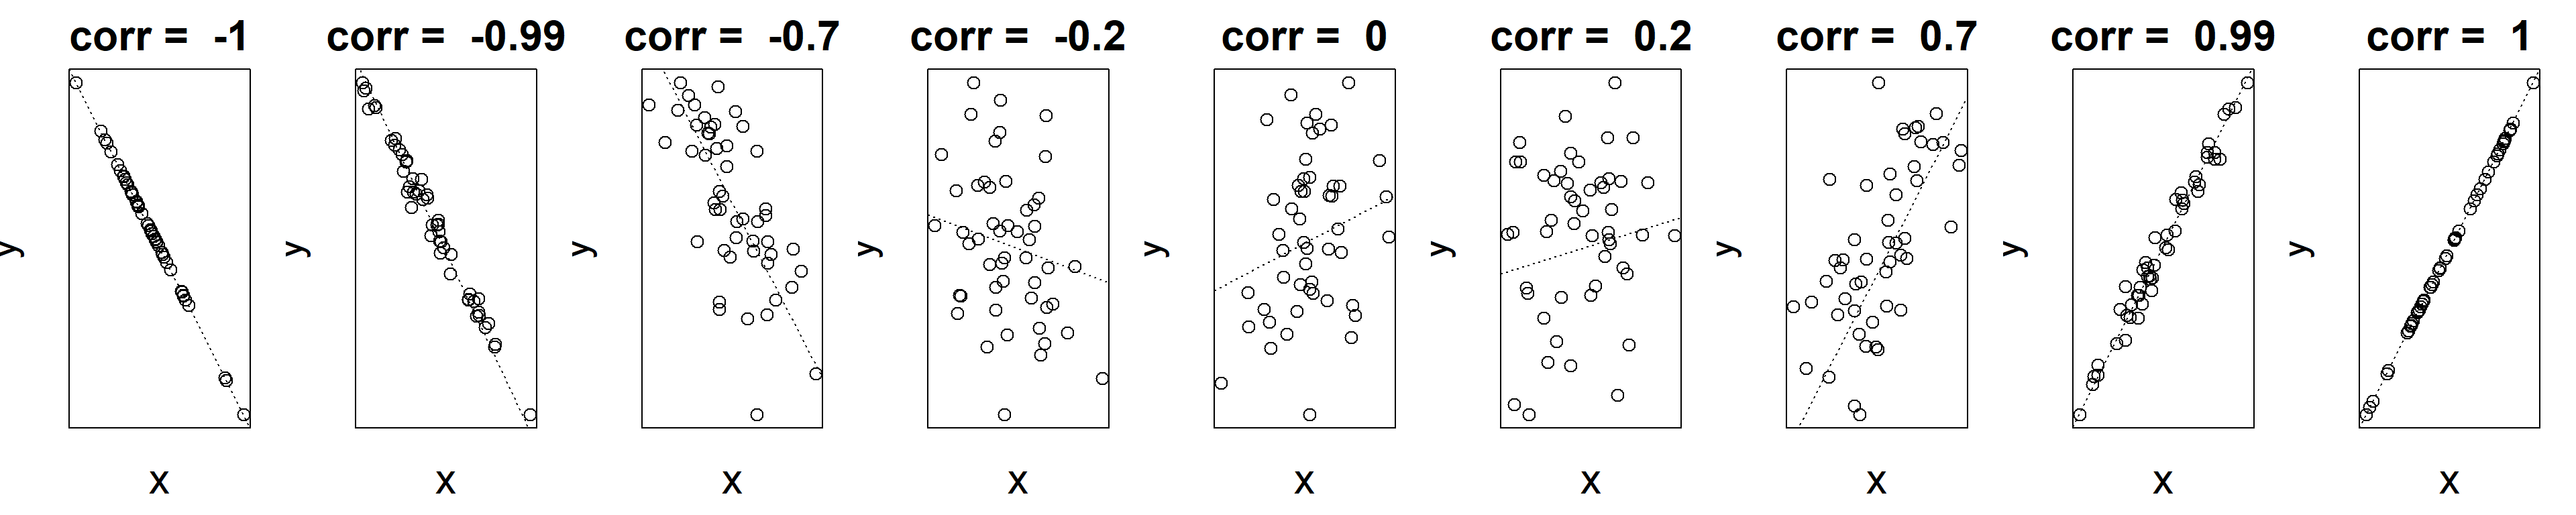 corr = -1
corr = -0.99
corr = -0.7
corr = -0.2
corr = 0
corr = 0.2
corr = 0.7
corr = 0.99
corr = 1
y
y
y
y
y
y
y
y
y
x
x
x
x
x
x
x
x
x